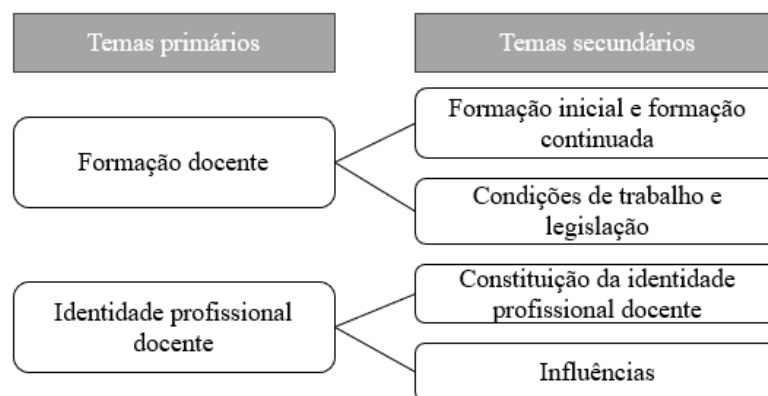 Temas primários
Temas secundários
Formação docente
Formação inicial e formação
continuada
Condições de trabalho e
legislação
Identidade profissional
docente
Constituição da identidade
profissional docente
Influências